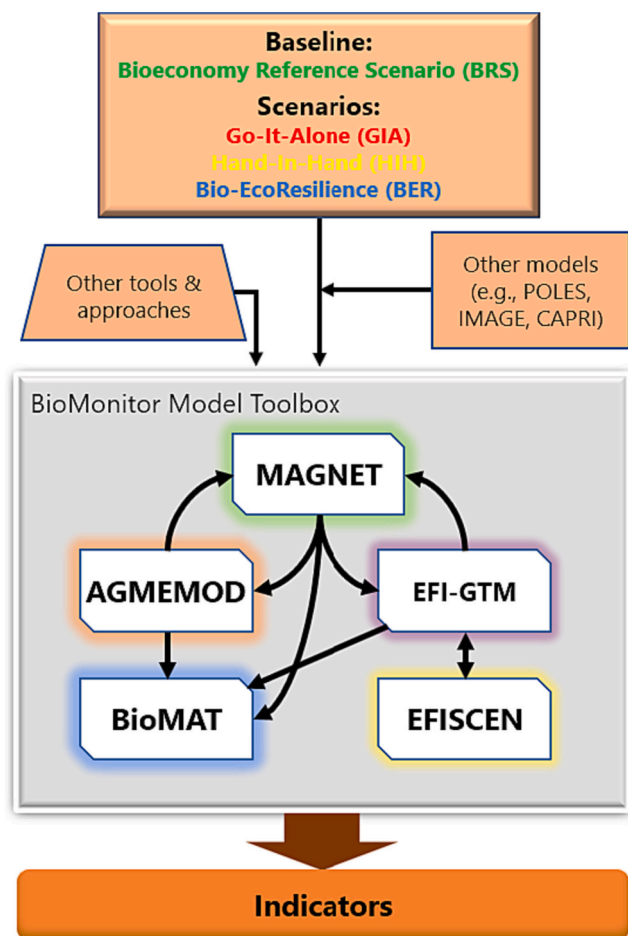 Baseline:
Bioeconomy Reference Scenario (BRS)
Scenarios:
Go-It-Alone (GIA)
Hand-In-Hand (HIH)
Bio-EcoResilience (BER)
Other tools &
approaches
Other models
(e.g., POLES,
IMAGE, CAPRI)
BioMonitor Model Toolbox
MAGNET
AGMEMOD
EFI-GTM
BioMAT
EFISCEN
Indicators